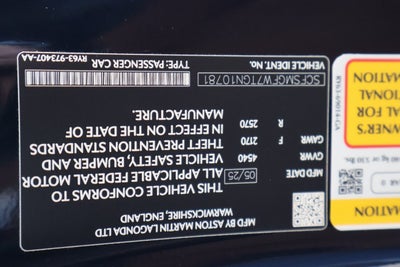 MFD BY ASTON MARTIN LAGONDA LTD
WARWICKSHIRE, ENGLAND
THIS VEHICLE CONFORMS TO
MFD DATE 05/25 ALL APPLICABLE FEDERAL MOTOR
GVWR 4540 VEHICLE SAFETY, BUMPER AND
GAWR F 2170 THEFT PREVENTION STANDARDS
R 2570 IN EFFECT ON THE DATE OF
MANUFACTURE.
SCFSMGFW7TGN10781
VEHICLE IDENT. NO.
TYPE: PASSENGER CAR RY63-973407-AA
MATION